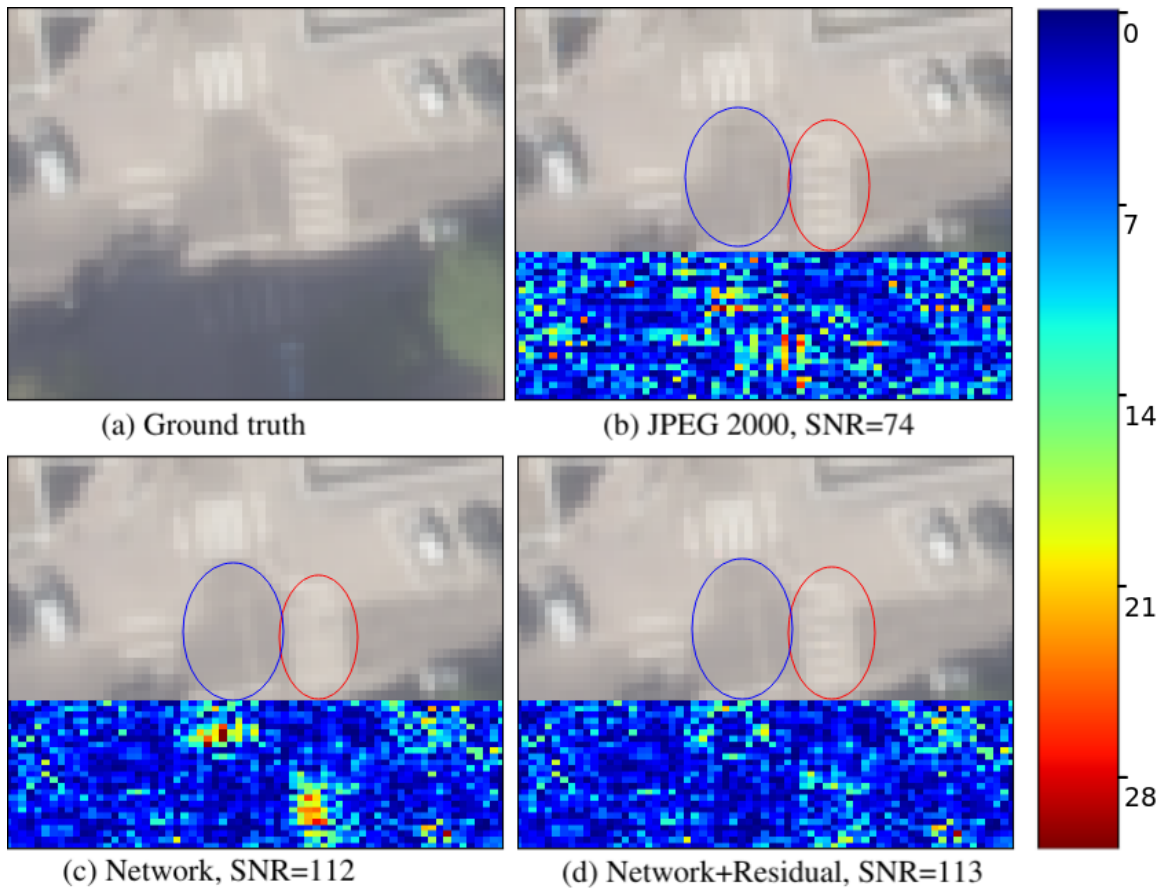 0
7
(a) Ground truth
(b) JPEG 2000, SNR=74
14
21
28
(c) Network, SNR=112
(d) Network+Residual, SNR=113